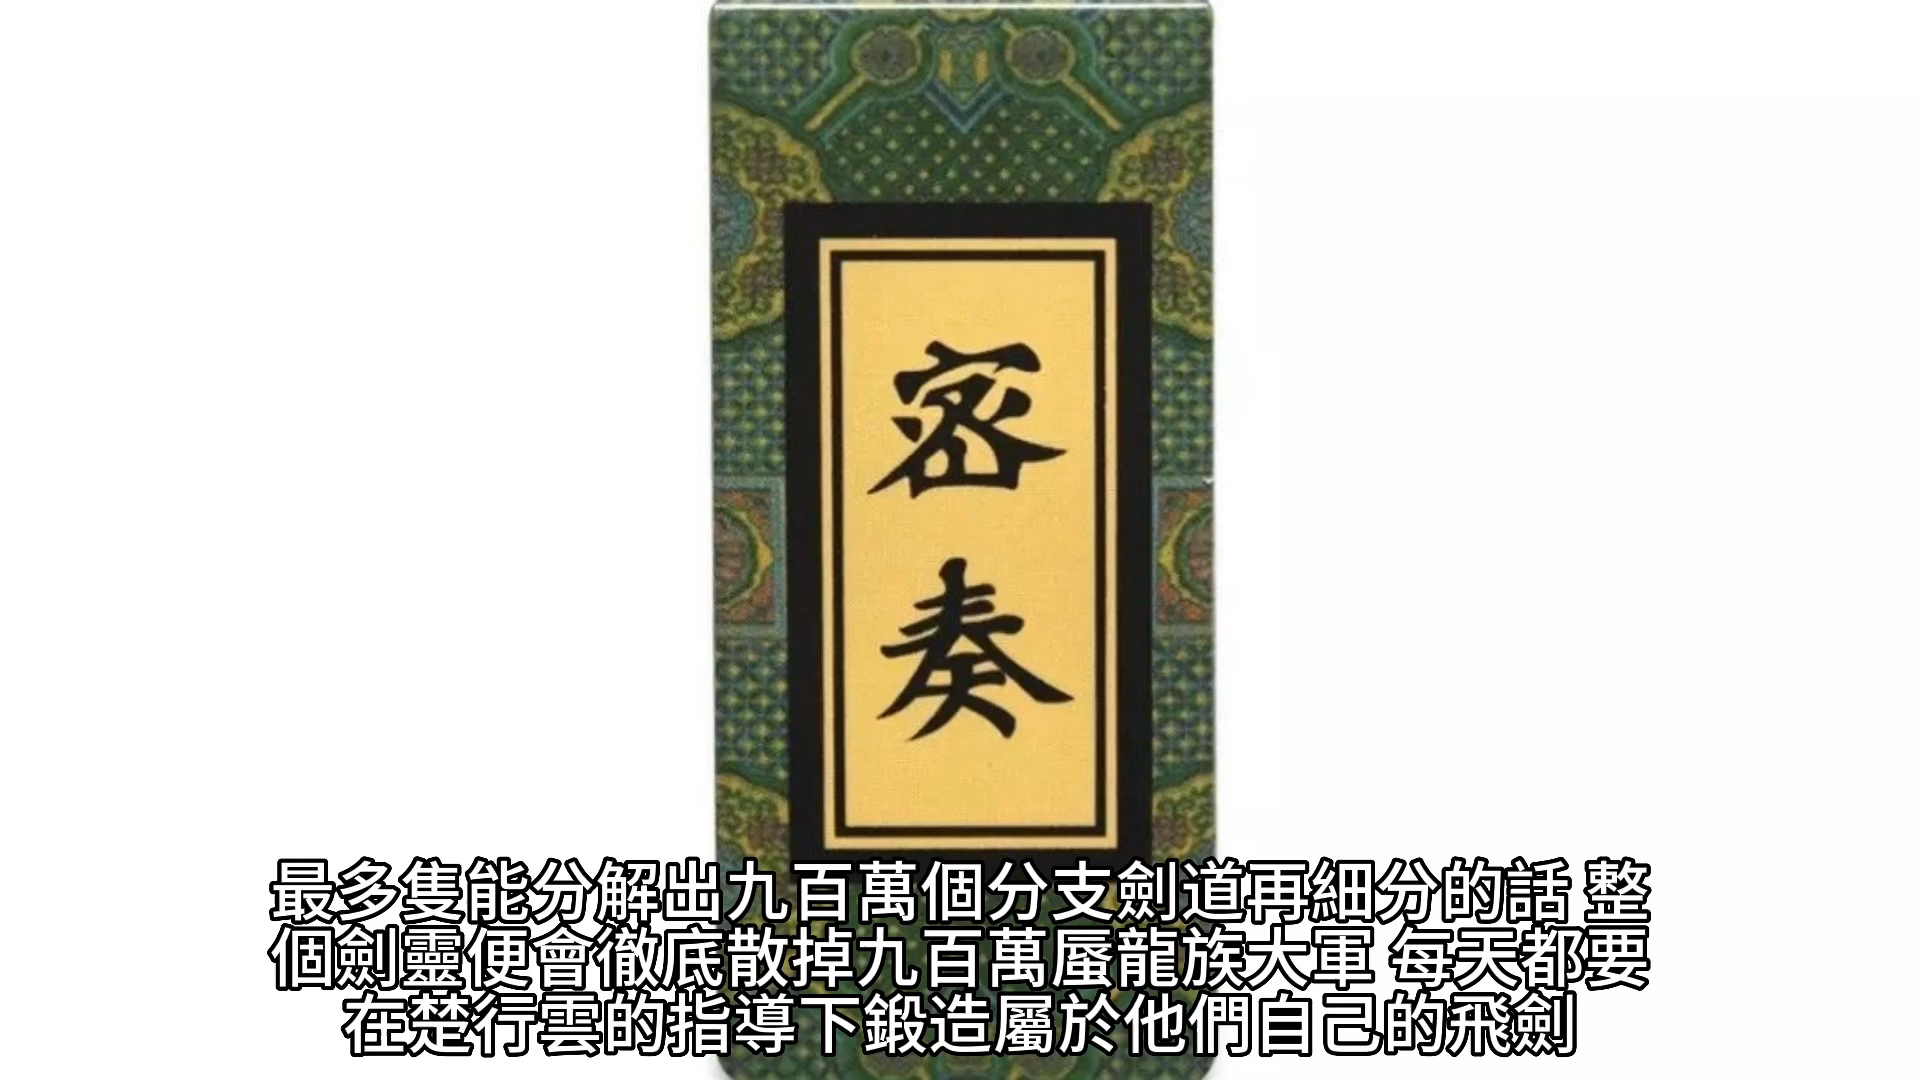 密
奏
最多隻能分解出九百萬個分支劍道再細分的話 整
個劍靈便會徹底散掉九百萬蜃龍族大軍 每天都要
在楚行雲的指導下鍛造屬於他們自己的飛劍